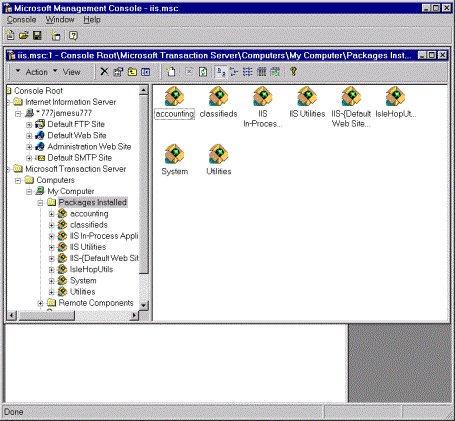 Microsoft Management Console - iis.msc
Console Window Help
iis.msc:1 - Console Root\Microsoft Transaction Server\Computers\My Computer\Packages Inst...
Action View
Console Root
Internet Information Server
* 777jamesu777
Default FTP Site
Default Web Site
Administration Web Site
Default SMTP Site
Microsoft Transaction Server
Computers
My Computer
Packages Installed
accounting
classifieds
IIS In-Process Appli
IIS Utilities
IIS-{Default Web Sit
IsleHopUtils
System
Utilities
Remote Components
accounting classifieds IIS IIS Utilities IIS-{Default IsleHopUt...
In-Proce... Web Site...
System Utilities
Done